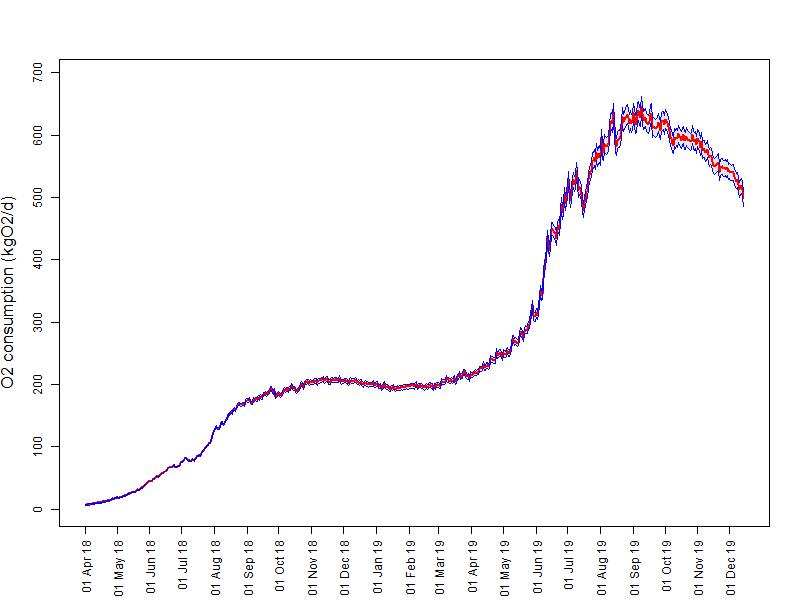 O2 consumption (kgO2/d)
700
600
500
400
300
200
100
0
01 Apr 18
01 May 18
01 Jun 18
01 Jul 18
01 Aug 18
01 Sep 18
01 Oct 18
01 Nov 18
01 Dec 18
01 Jan 19
01 Feb 19
01 Mar 19
01 Apr 19
01 May 19
01 Jun 19
01 Jul 19
01 Aug 19
01 Sep 19
01 Oct 19
01 Nov 19
01 Dec 19